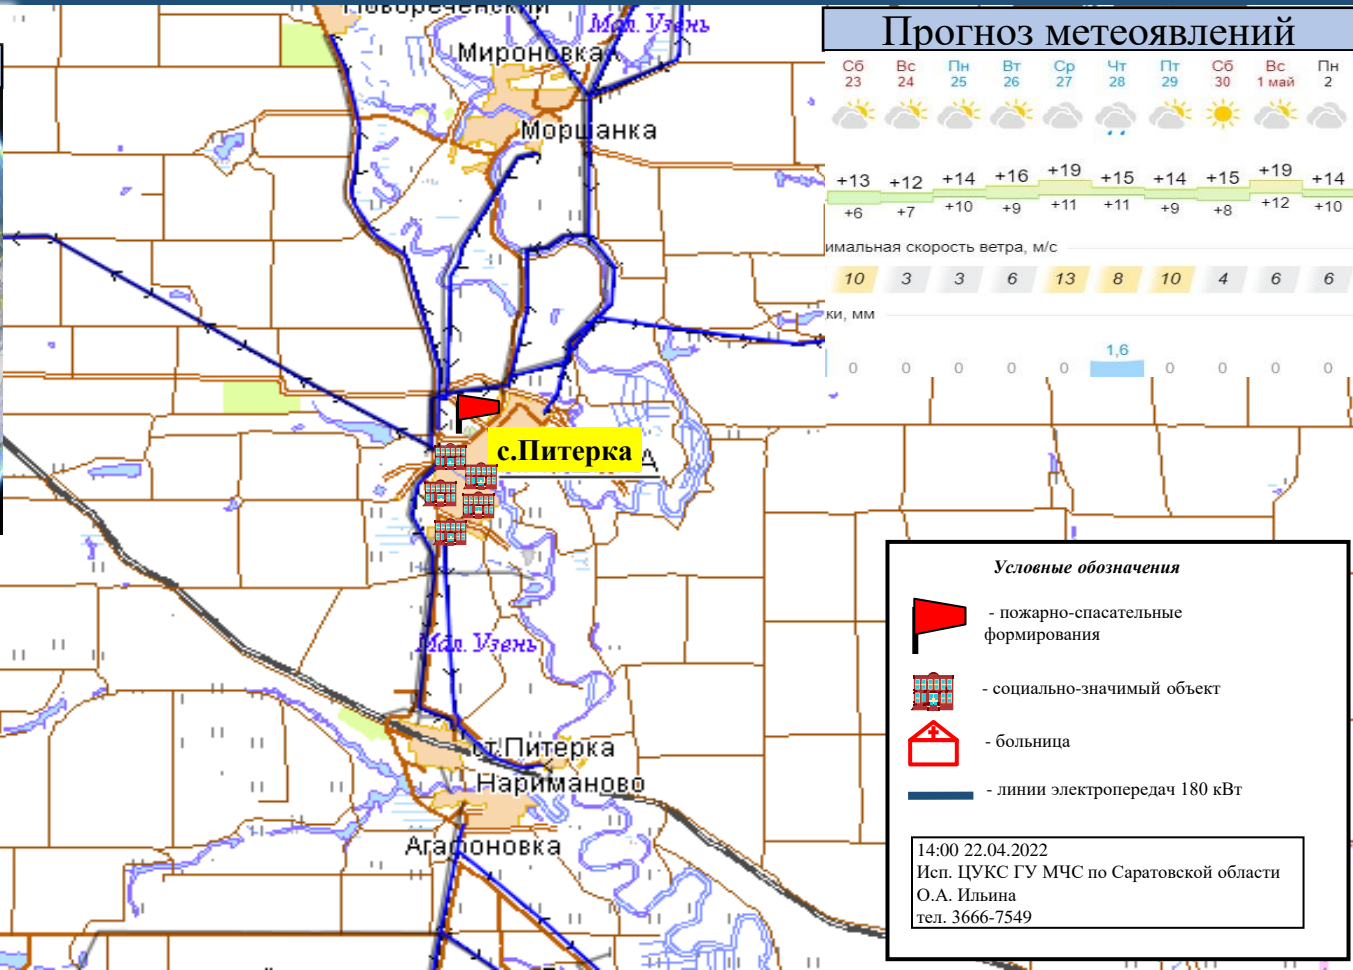 Новореченский
Мал. Узень
Мироновка
Моршанка
с.Питерка
Мал. Узень
ст.Питерка
Нариманово
Агафоновка
Прогноз метеоявлений
Сб Вс Пн Вт Ср Чт Пт Сб Вс Пн
23 24 25 26 27 28 29 30 1 май 2
+13 +12 +14 +16 +19 +15 +14 +15 +19 +14
+6 +7 +10 +9 +11 +11 +9 +8 +12 +10
имальная скорость ветра, м/с
10 3 3 6 13 8 10 4 6 6
ки, мм
0 0 0 0 0 1,6 0 0 0 0
Условные обозначения
- пожарно-спасательные
формирования
- социально-значимый объект
- больница
- линии электропередач 180 кВт
14:00 22.04.2022
Исп. ЦУКС ГУ МЧС по Саратовской области
О.А. Ильина
тел. 3666-7549